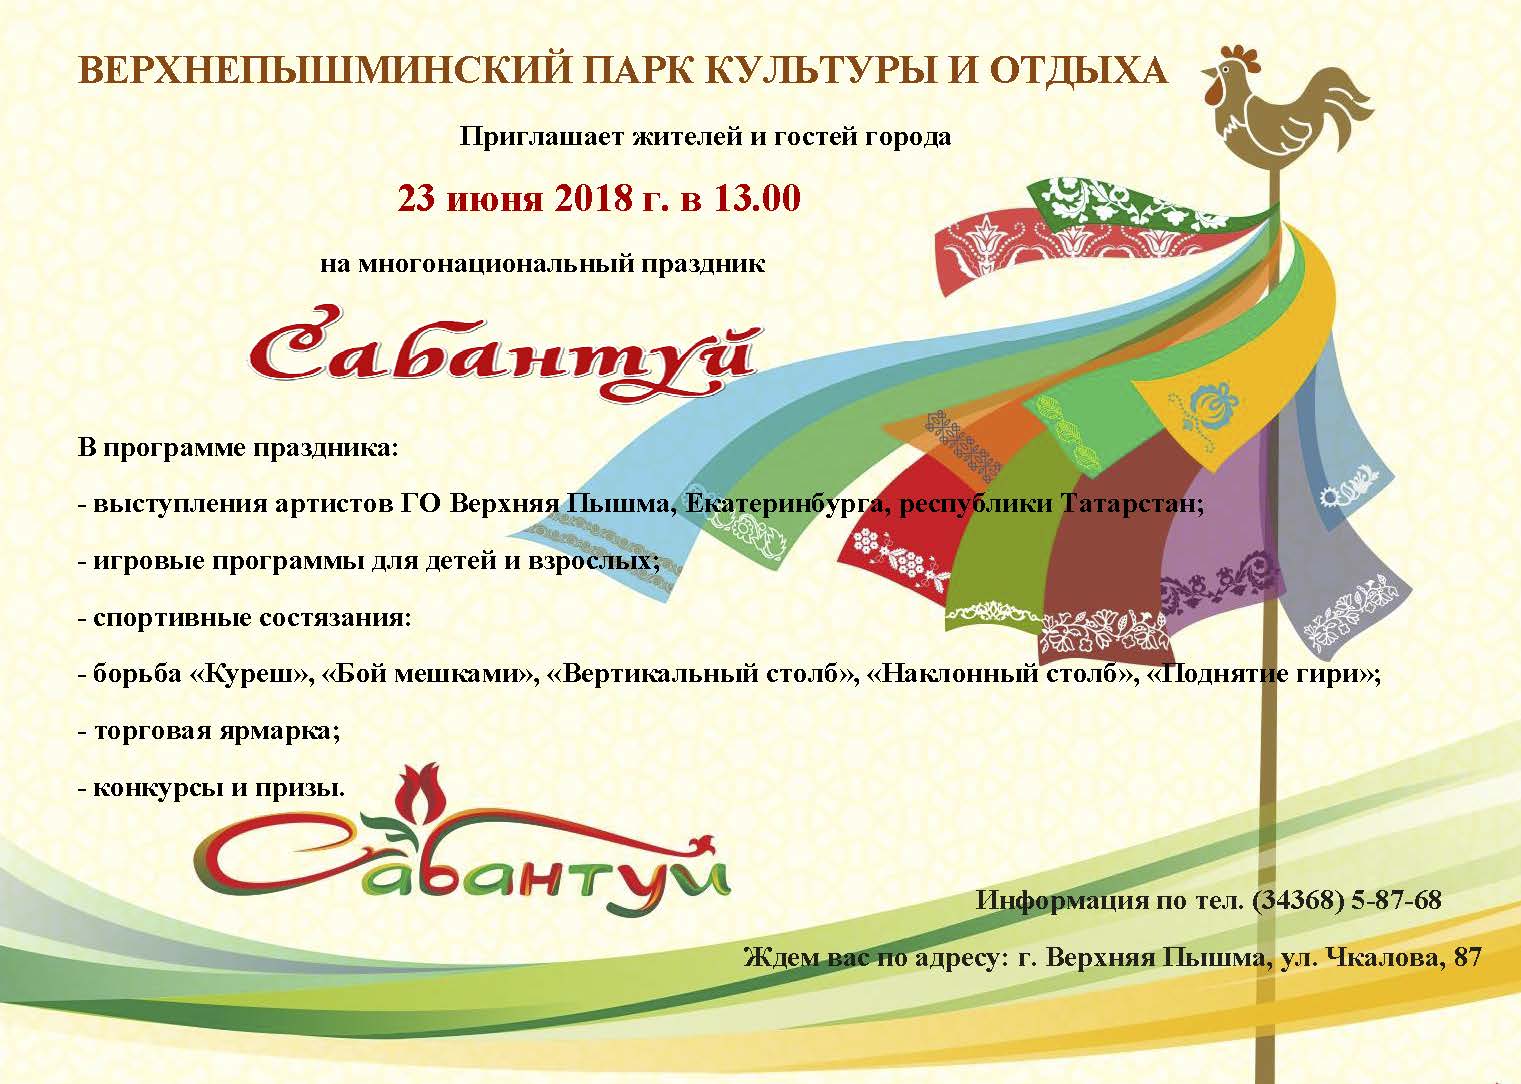 ВЕРХНЕПЫШМИНСКИЙ ПАРК КУЛЬТУРЫ И ОТДЫХА
Приглашает жителей и гостей города
23 июня 2018 г. в 13.00
на многонациональный праздник
Сабантуй
В программе праздника:
- выступления артистов ГО Верхняя Пышма, Екатеринбурга, республики Татарстан;
- игровые программы для детей и взрослых;
- спортивные состязания:
- борьба «Куреш», «Бой мешками», «Вертикальный столб», «Наклонный столб», «Поднятие гири»;
- торговая ярмарка;
- конкурсы и призы.
Сабантуй
Информация по тел. (34368) 5-87-68
Ждем вас по адресу: г. Верхняя Пышма, ул. Чкалова, 87